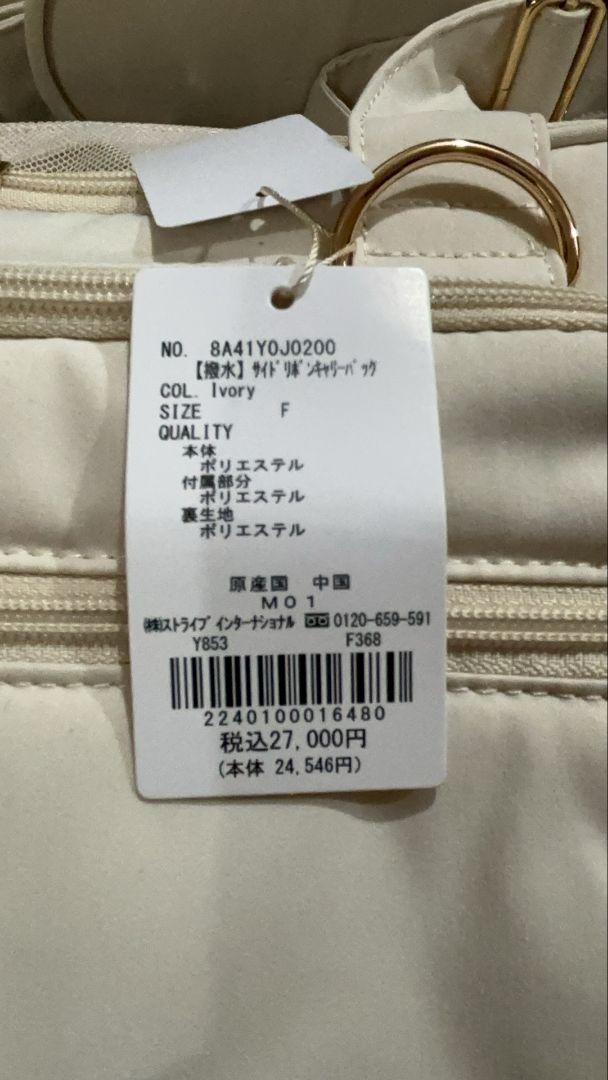 NO. 8A41Y0J0200
【撥水】ｻｲﾄﾞﾘﾎﾞﾝｷｬﾘｰﾊﾞｯｸﾞ
COL. Ivory
SIZE F
QUALITY
本体
ポリエステル
付属部分
ポリエステル
裏生地
ポリエステル
原産国 中国
M01
㈱ストライプインターナショナル 0120-659-591
Y853 F368
2240100016480
税込27,000円
(本体 24,546円)